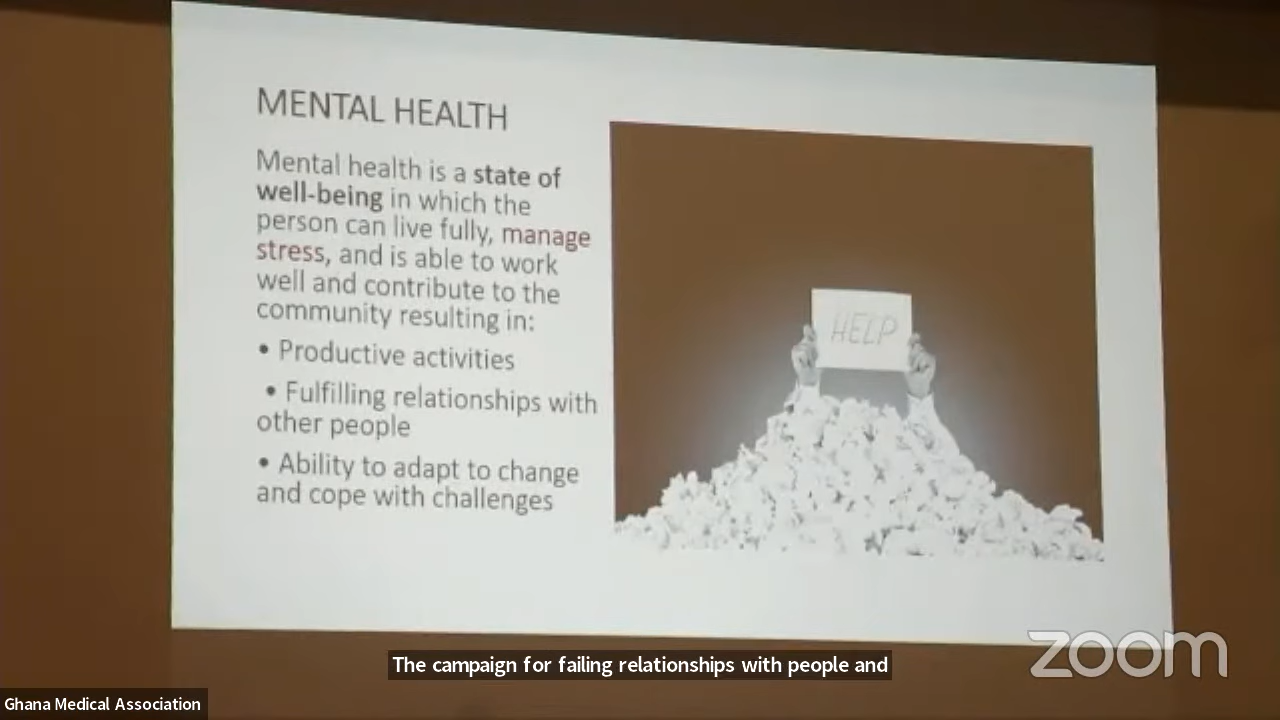 MENTAL HEALTH
Mental health is a state of
well-being in which the
person can live fully, manage
stress, and is able to work
well and contribute to the
community resulting in:
• Productive activities
• Fulfilling relationships with
other people
• Ability to adapt to change
and cope with challenges
HELP
The campaign for failing relationships with people and
zoom
Ghana Medical Association